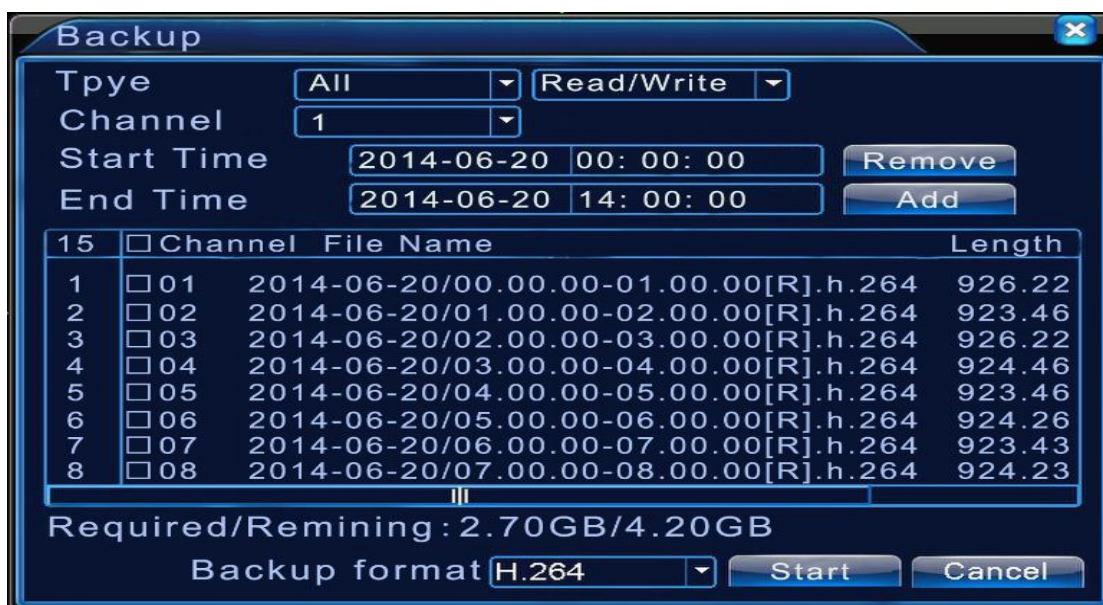 Backup
Tpye All Read/Write
Channel 1
Start Time 2014-06-20 00: 00: 00 Remove
End Time 2014-06-20 14: 00: 00 Add
15 Channel File Name Length
1 01 2014-06-20/00.00.00-01.00.00[R].h.264 926.22
2 02 2014-06-20/01.00.00-02.00.00[R].h.264 923.46
3 03 2014-06-20/02.00.00-03.00.00[R].h.264 926.22
4 04 2014-06-20/03.00.00-04.00.00[R].h.264 924.46
5 05 2014-06-20/04.00.00-05.00.00[R].h.264 923.46
6 06 2014-06-20/05.00.00-06.00.00[R].h.264 924.26
7 07 2014-06-20/06.00.00-07.00.00[R].h.264 923.43
8 08 2014-06-20/07.00.00-08.00.00[R].h.264 924.23
Required/Remining:2.70GB/4.20GB
Backup format H.264 Start Cancel